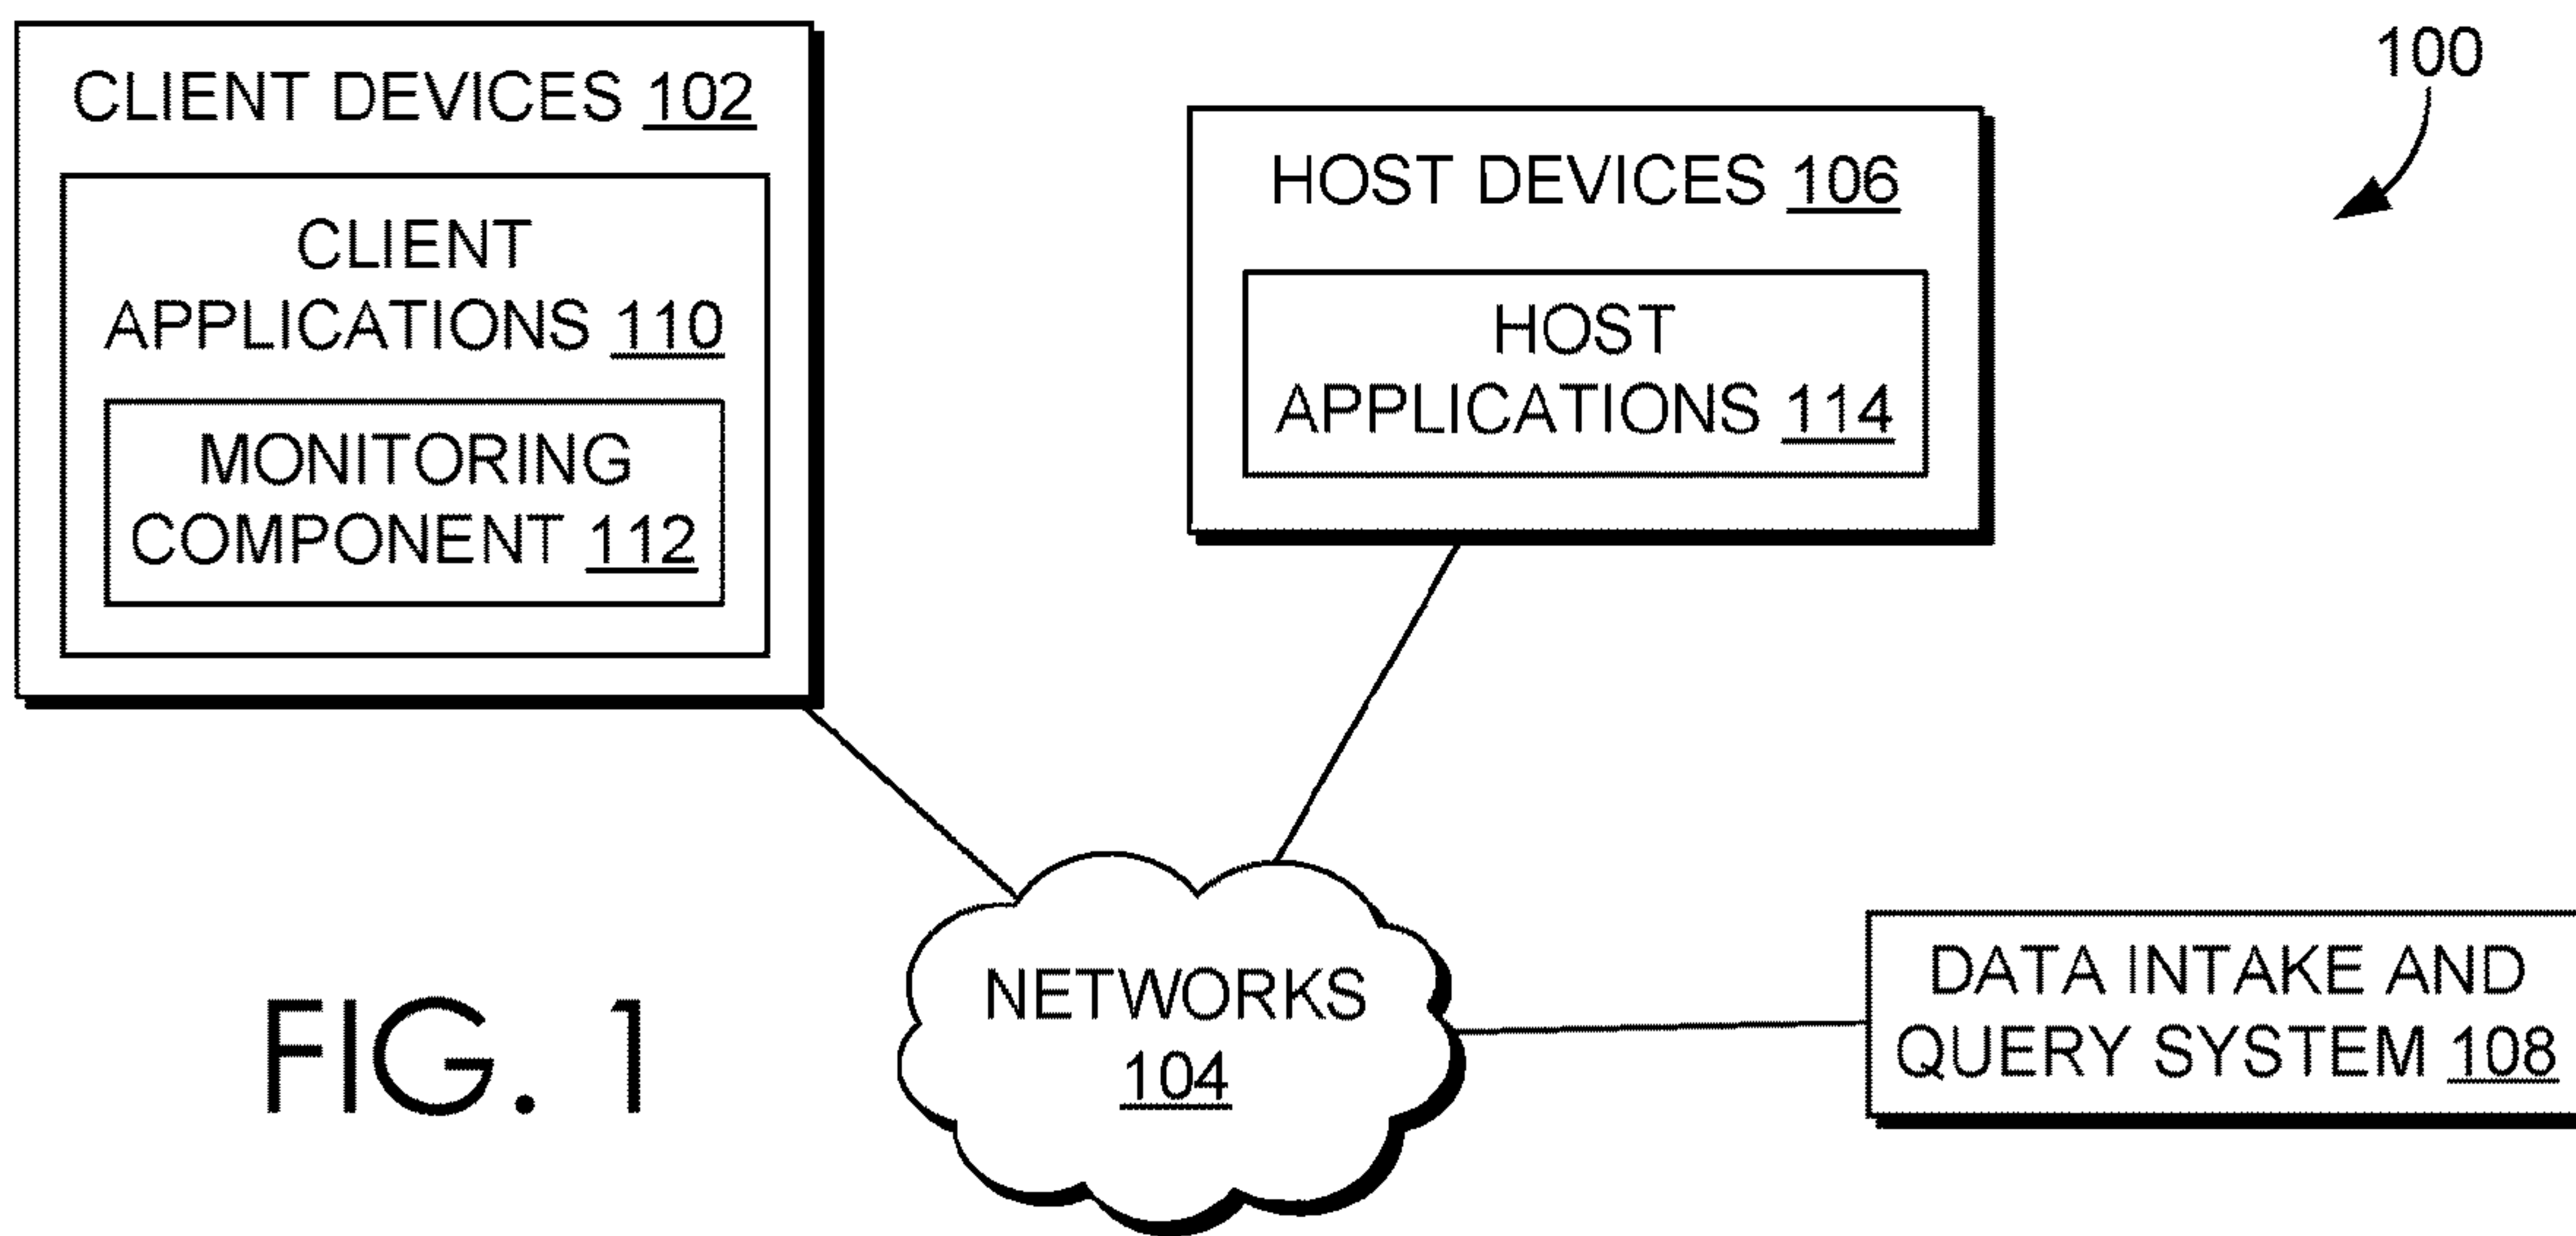 CLIENT DEVICES 102
CLIENT
APPLICATIONS 110
MONITORING
COMPONENT 112
HOST DEVICES 106
HOST
APPLICATIONS 114
100
NETWORKS
104
DATA INTAKE AND
QUERY SYSTEM 108
FIG. 1